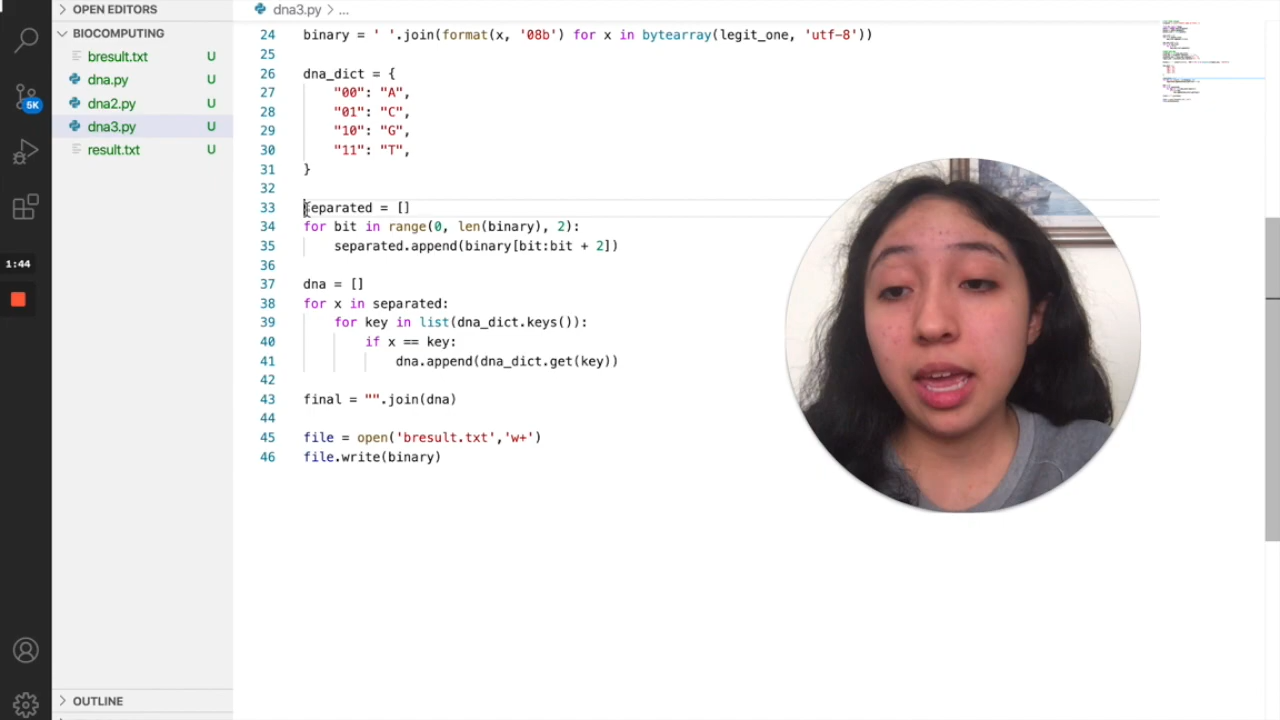 OPEN EDITORS
BIOCOMPUTING
bresult.txt U
dna.py U
dna2.py U
dna3.py U
result.txt U
5K
1:44
OUTLINE
dna3.py > ...
24 binary = ' '.join(format(x, '08b') for x in bytearray(legit_one, 'utf-8'))
25
26 dna_dict = {
27 "00": "A",
28 "01": "C",
29 "10": "G",
30 "11": "T",
31 }
32
33 separated = []
34 for bit in range(0, len(binary), 2):
35 separated.append(binary[bit:bit + 2])
36
37 dna = []
38 for x in separated:
39 for key in list(dna_dict.keys()):
40 if x == key:
41 dna.append(dna_dict.get(key))
42
43 final = "".join(dna)
44
45 file = open('bresult.txt','w+')
46 file.write(binary)